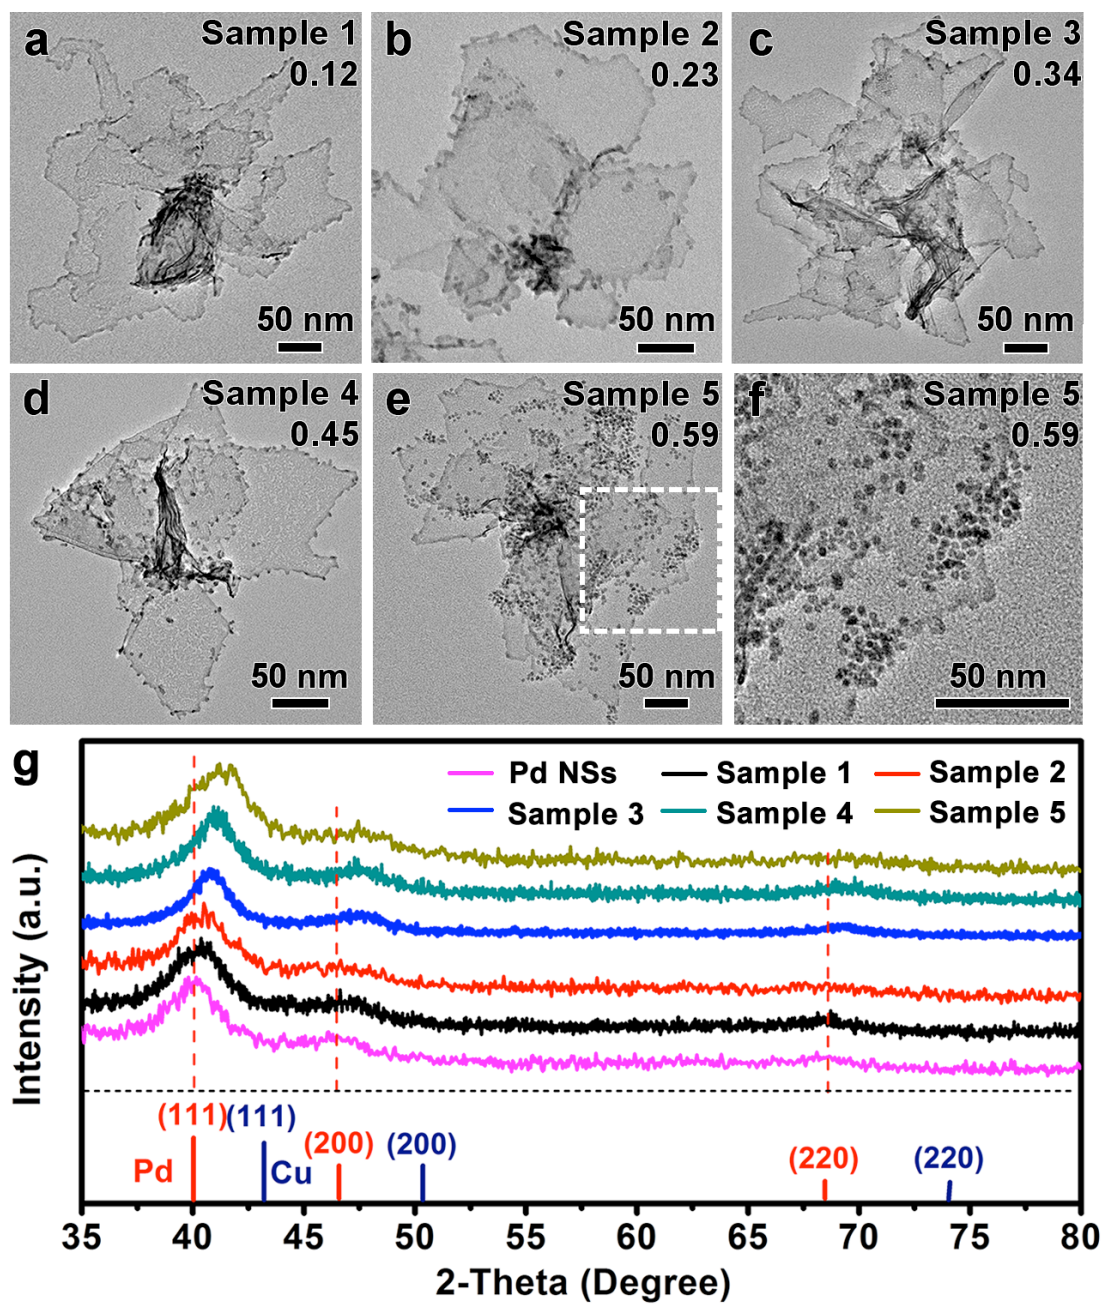 a
Sample 1
0.12
50 nm
b
Sample 2
0.23
50 nm
c
Sample 3
0.34
50 nm
d
Sample 4
0.45
50 nm
e
Sample 5
0.59
50 nm
f
Sample 5
0.59
50 nm
g
Pd NSs Sample 1 Sample 2
Sample 3 Sample 4 Sample 5
Intensity (a.u.)
(111) (111) (200) (200) (220) (220)
Pd Cu
35 40 45 50 55 60 65 70 75 80
2-Theta (Degree)